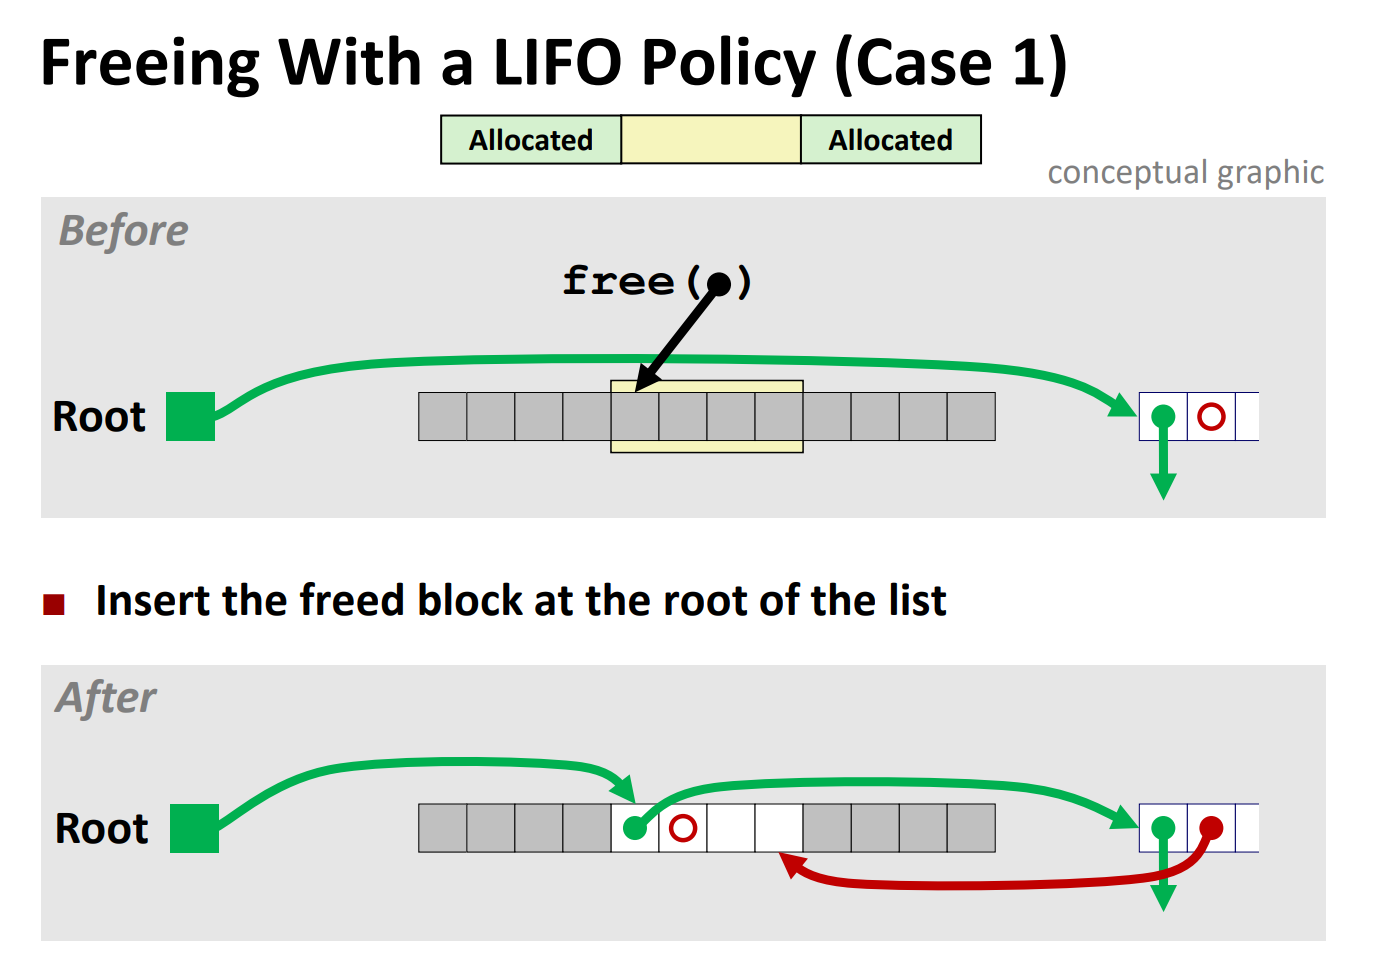 Freeing With a LIFO Policy (Case 1)
Allocated Allocated
conceptual graphic
Before
free( )
Root
Insert the freed block at the root of the list
After
Root